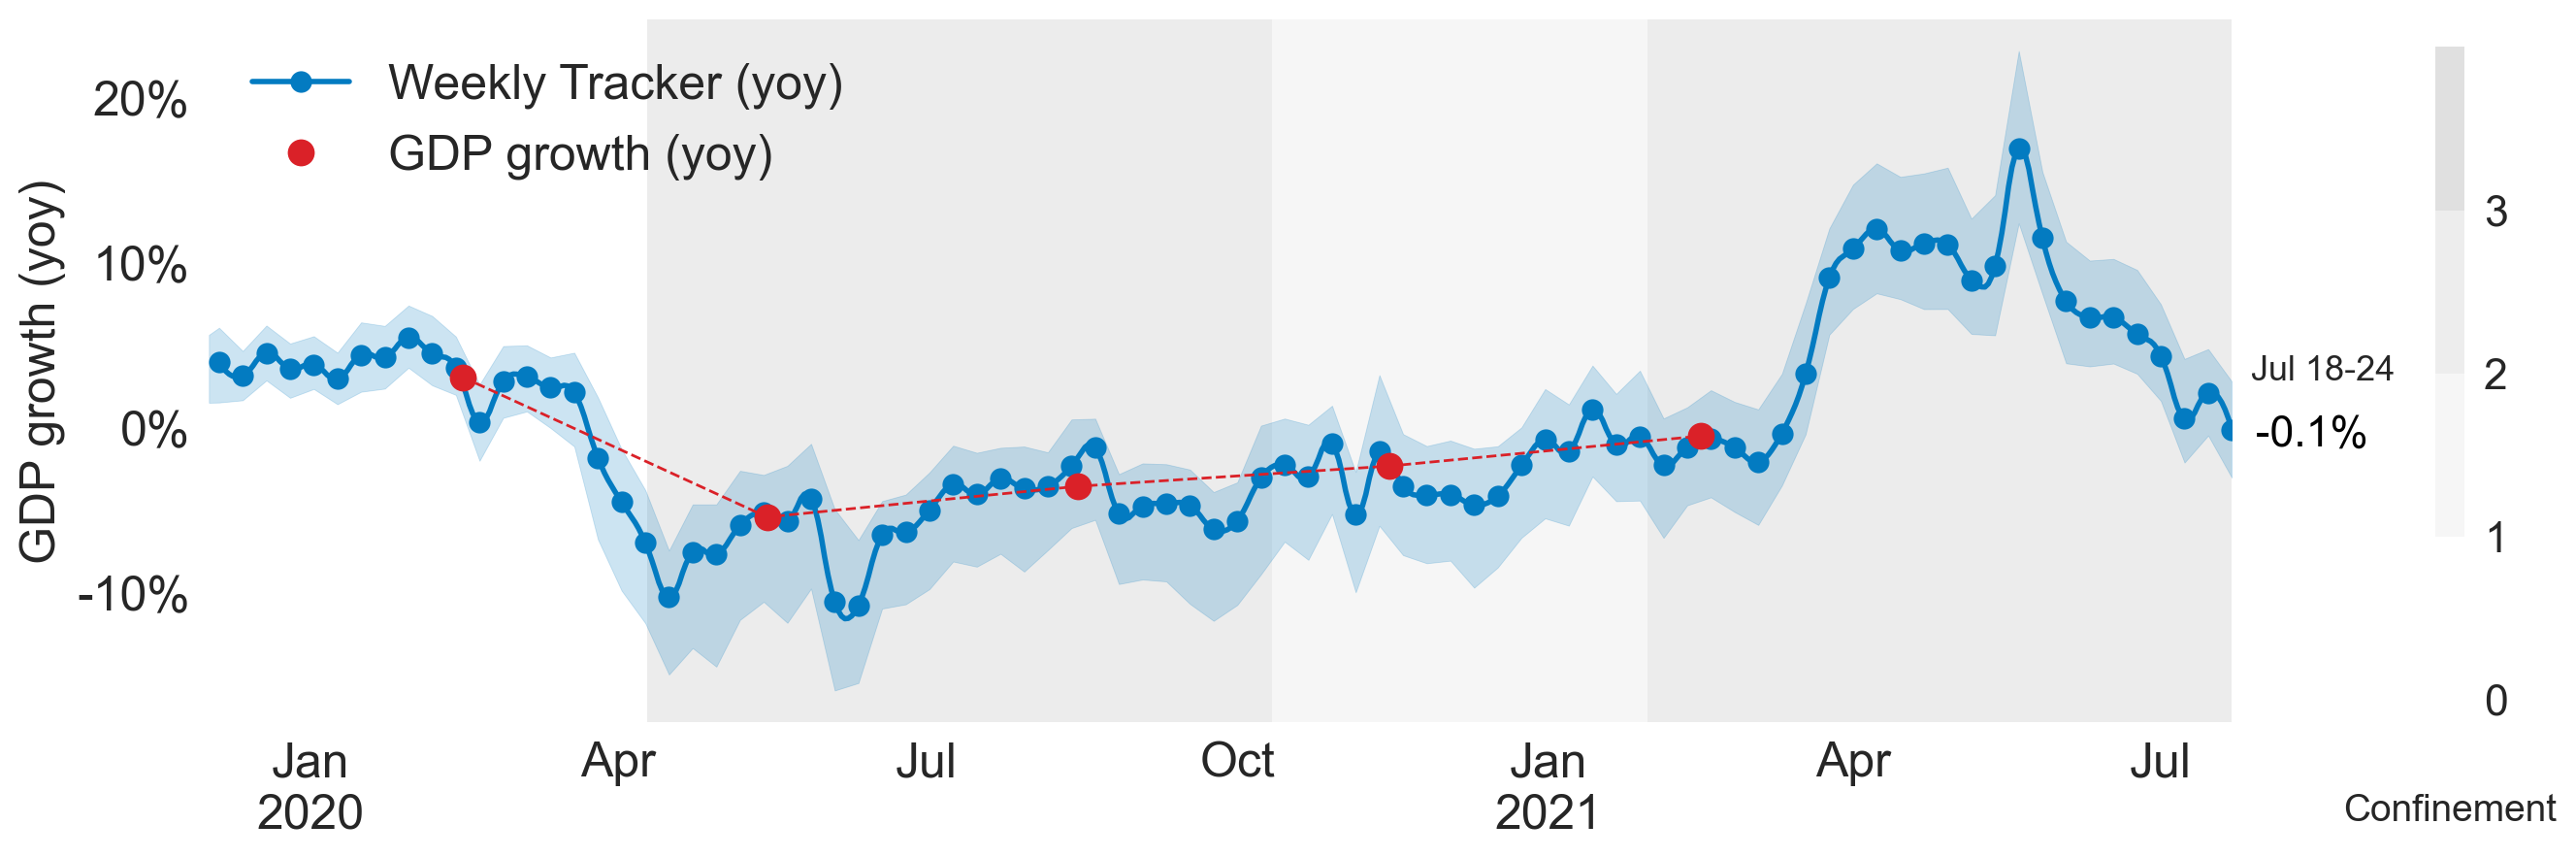 Weekly Tracker (yoy)
GDP growth (yoy)
GDP growth (yoy)
20%
10%
0%
-10%
Jan
2020
Apr
Jul
Oct
Jan
2021
Apr
Jul
Jul 18-24
-0.1%
3
2
1
0
Confinement